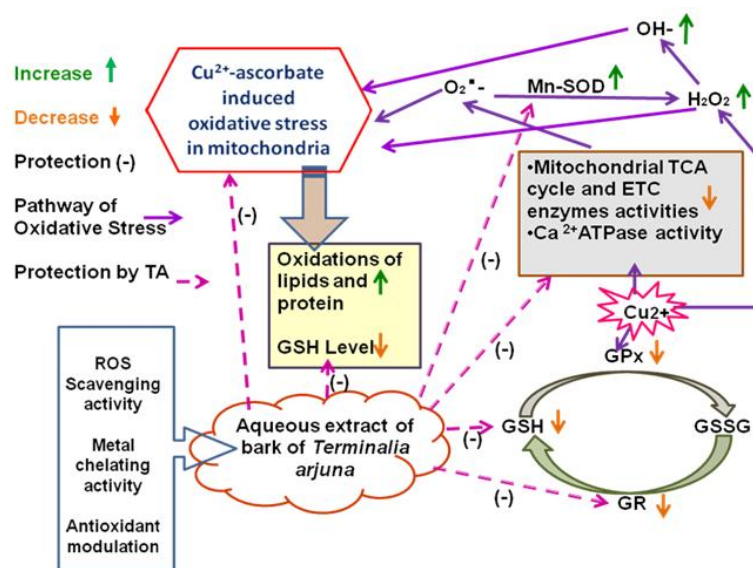 Increase
Decrease
Protection (-)
Pathway of
Oxidative Stress
Protection by TA
Cu²⁺-ascorbate
induced
oxidative stress
in mitochondria
OH-
O₂▪-
Mn-SOD
H₂O₂
•Mitochondrial TCA
cycle and ETC
enzymes activities
•Ca ²⁺ATPase activity
(-)
(-)
(-)
(-)
(-)
(-)
Oxidations of
lipids and
protein
GSH Level
Cu2+
GPx
GSH
GSSG
GR
ROS
Scavenging
activity
Metal
chelating
activity
Antioxidant
modulation
Aqueous extract of
bark of Terminalia
arjuna